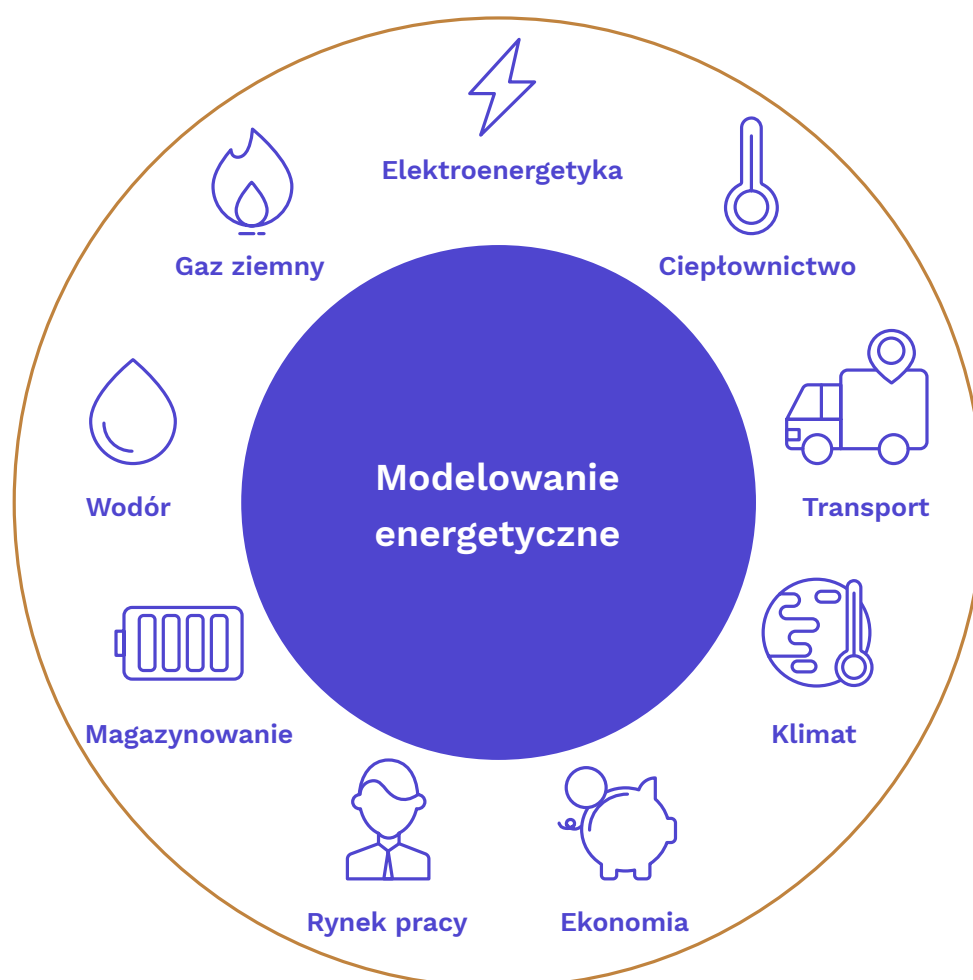 Elektroenergetyka
Gaz ziemny
Ciepłownictwo
Modelowanie
energetyczne
Wodór
Transport
Magazynowanie
Klimat
Rynek pracy
Ekonomia